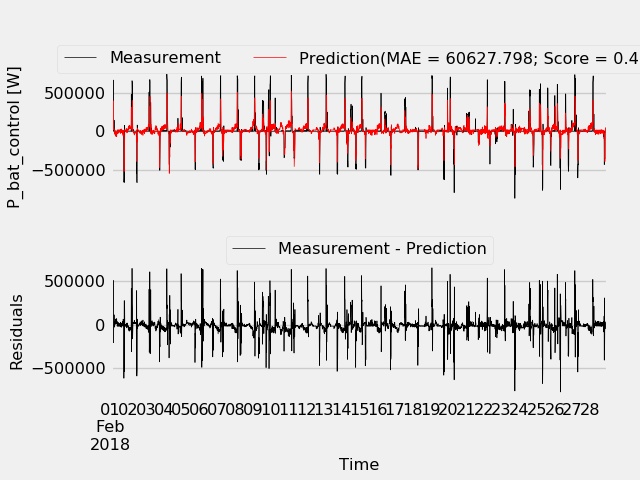 Measurement Prediction(MAE = 60627.798; Score = 0.4
P_bat_control [W]
500000
0
−500000
Measurement - Prediction
Residuals
500000
0
−500000
01020304050607080910111213141516171819202122232425262728
Feb
2018
Time